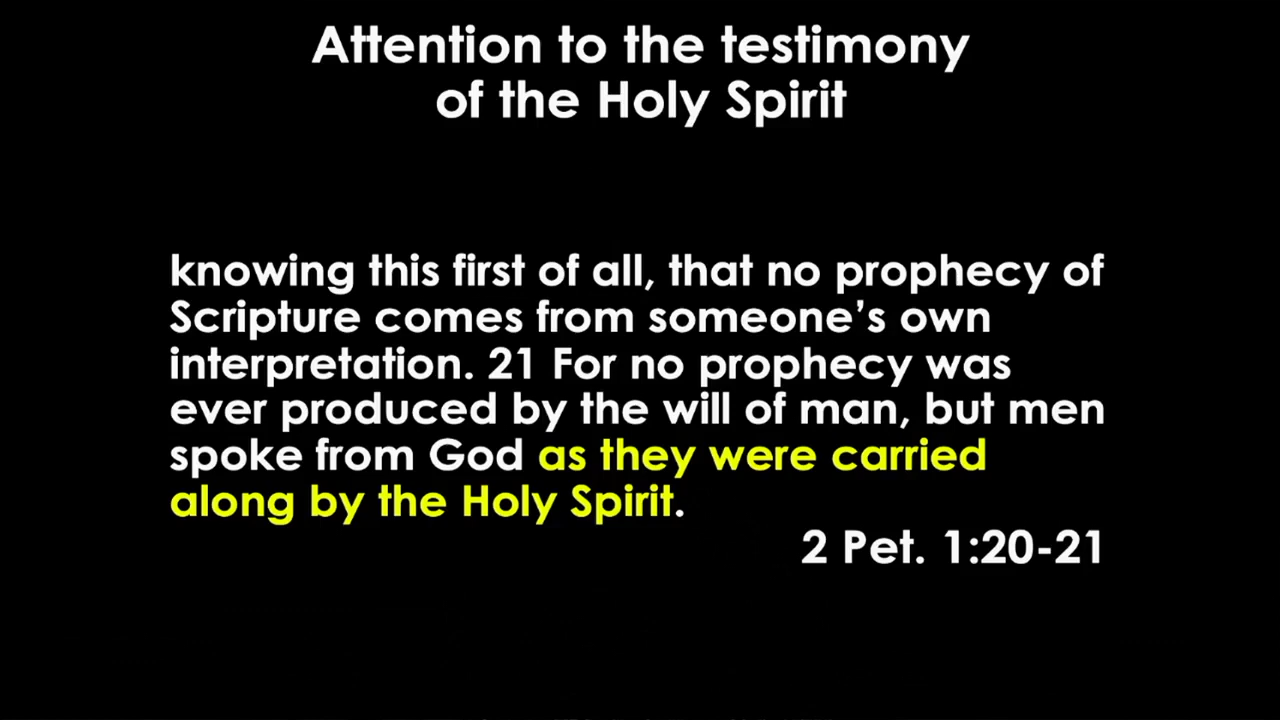 Attention to the testimony
of the Holy Spirit
knowing this first of all, that no prophecy of
Scripture comes from someone’s own
interpretation. 21 For no prophecy was
ever produced by the will of man, but men
spoke from God as they were carried
along by the Holy Spirit.
2 Pet. 1:20-21